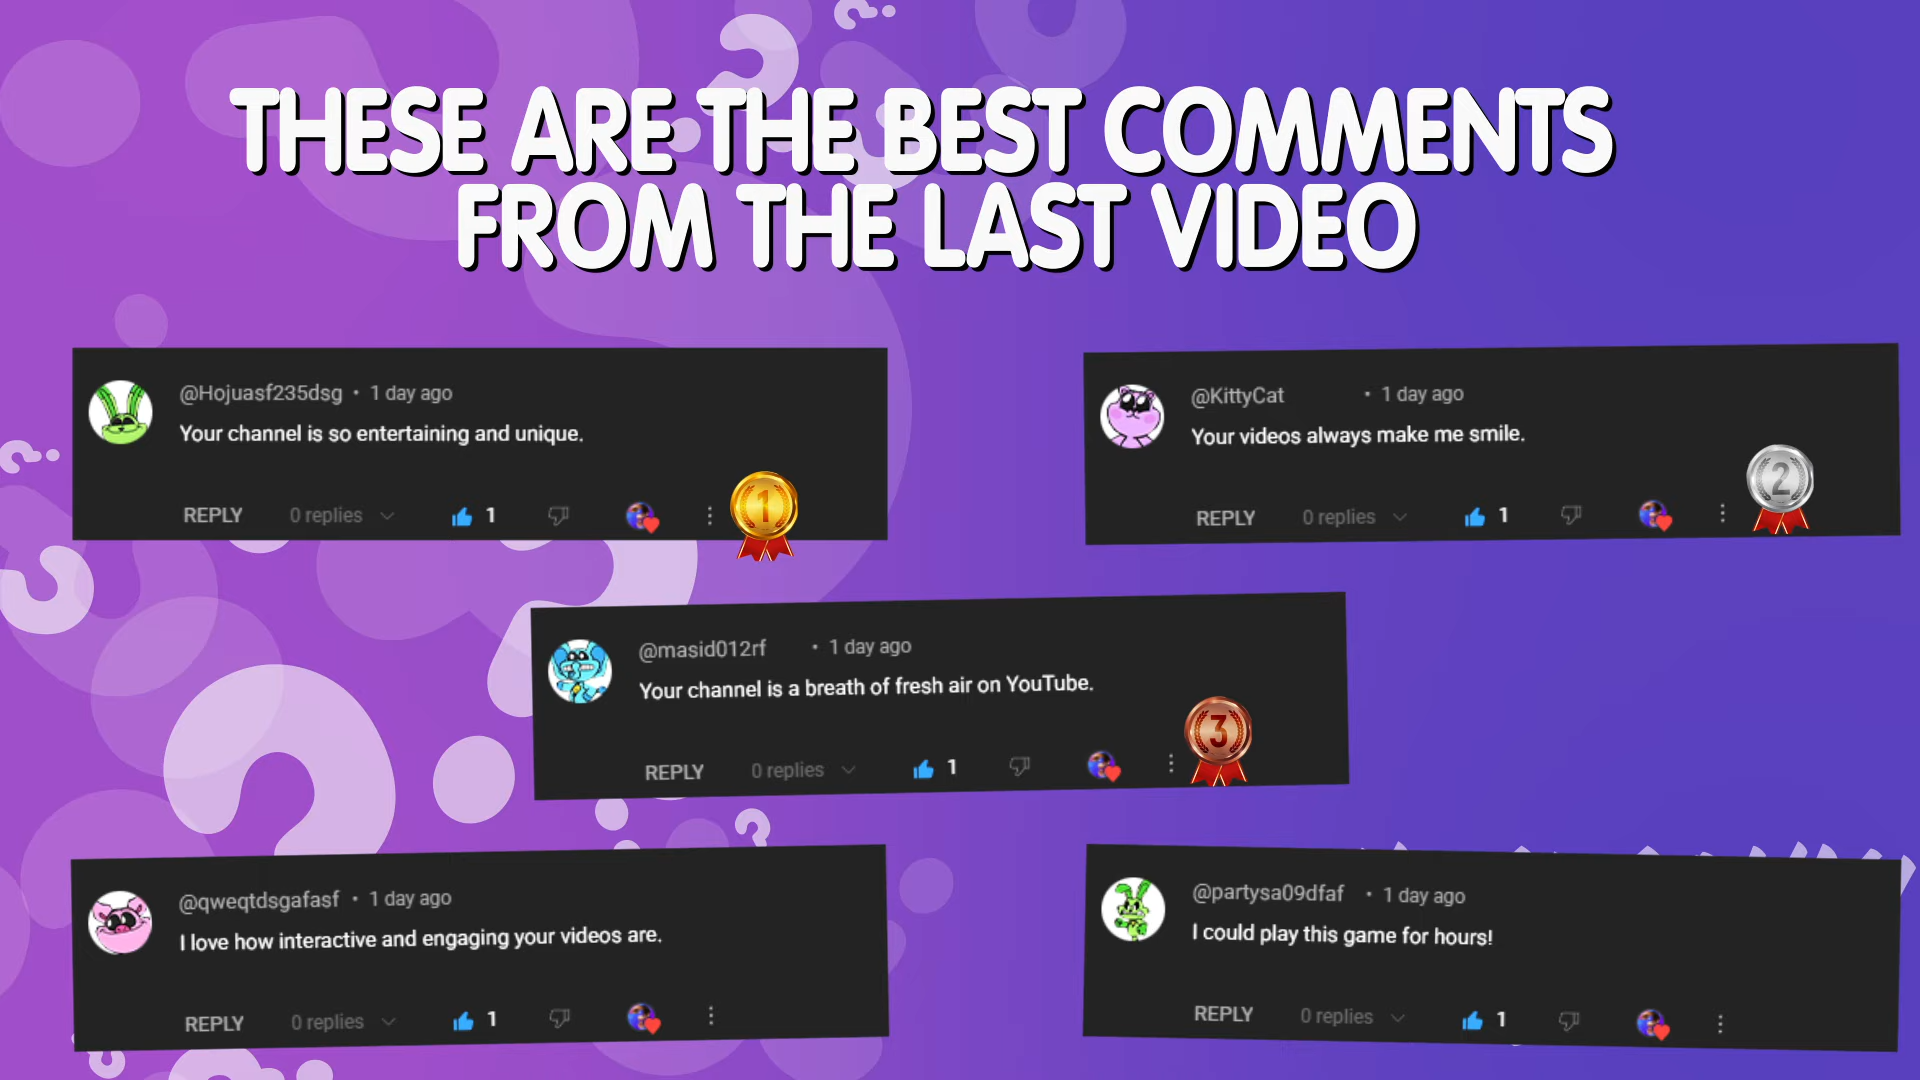 THESE ARE THE BEST COMMENTS
FROM THE LAST VIDEO
@Hojuasf235dsg • 1 day ago
Your channel is so entertaining and unique.
REPLY 0 replies 1
1
@KittyCat • 1 day ago
Your videos always make me smile.
REPLY 0 replies 1
2
@masid012rf • 1 day ago
Your channel is a breath of fresh air on YouTube.
REPLY 0 replies 1
3
@qweqtdsgafasf • 1 day ago
I love how interactive and engaging your videos are.
REPLY 0 replies 1
@partysa09dfaf • 1 day ago
I could play this game for hours!
REPLY 0 replies 1